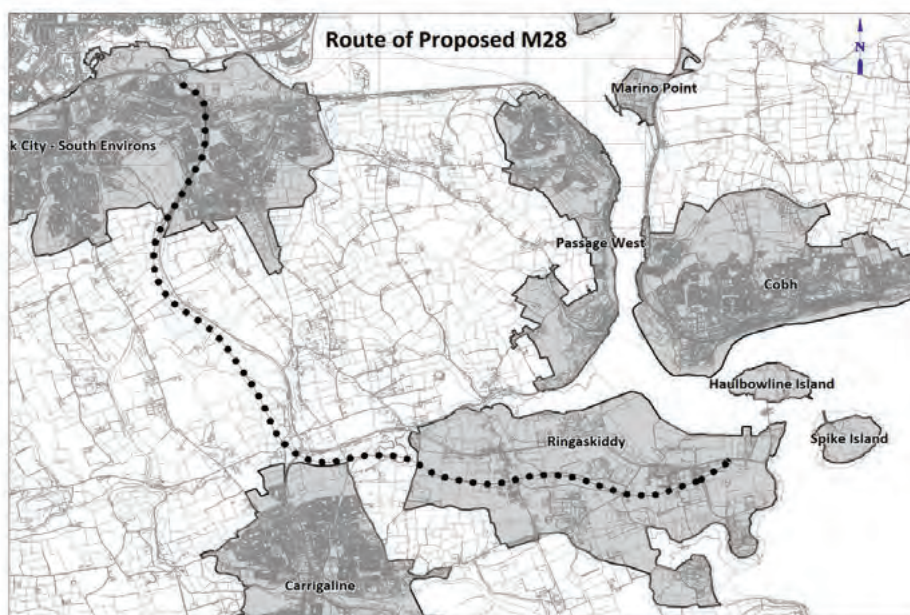 Route of Proposed M28
N
Marino Point
k City - South Environs
Passage West
Cobh
Haulbowline Island
Ringaskiddy
Spike Island
Carrigaline